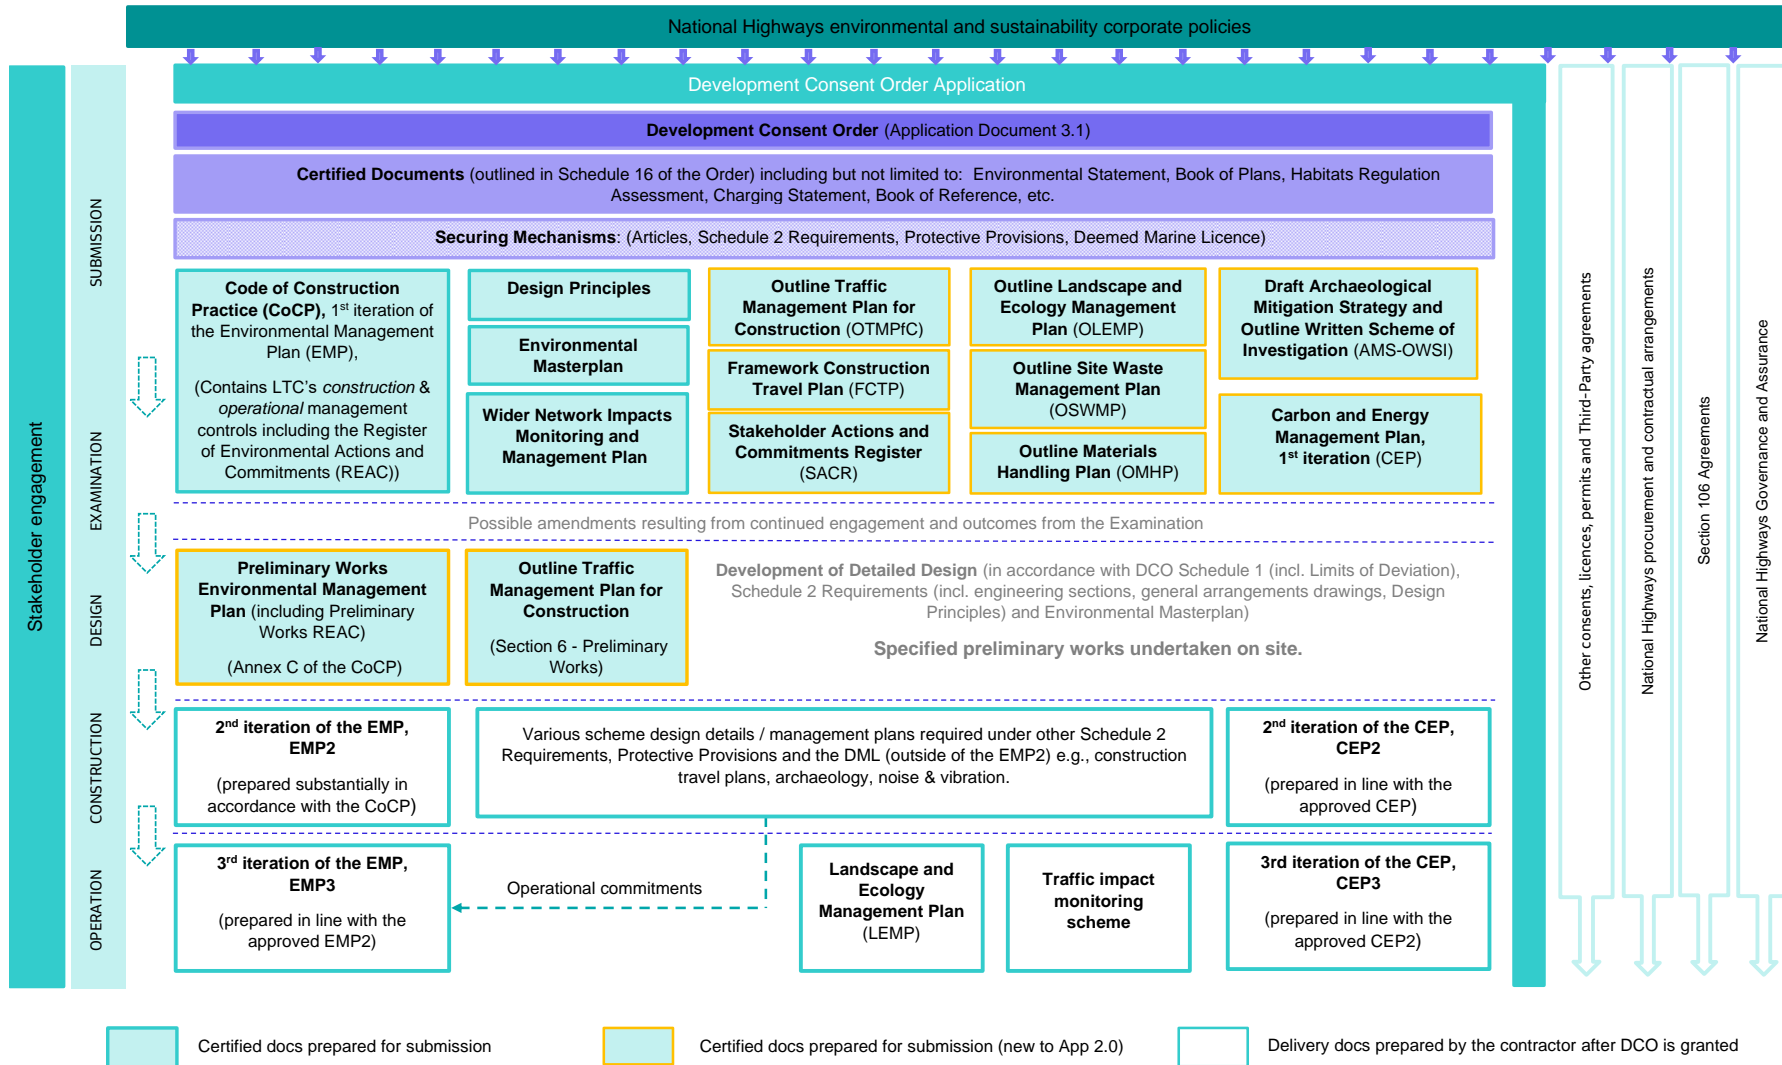 National Highways environmental and sustainability corporate policies
Development Consent Order Application
Development Consent Order (Application Document 3.1)
Certified Documents (outlined in Schedule 16 of the Order) including but not limited to: Environmental Statement, Book of Plans, Habitats Regulation
Assessment, Charging Statement, Book of Reference, etc.
Securing Mechanisms: (Articles, Schedule 2 Requirements, Protective Provisions, Deemed Marine Licence)
Stakeholder engagement
SUBMISSION
EXAMINATION
DESIGN
CONSTRUCTION
OPERATION
Code of Construction
Practice (CoCP), 1st iteration of
the Environmental Management
Plan (EMP),
(Contains LTC's construction &
operational management
controls including the Register
of Environmental Actions and
Commitments (REAC))
Design Principles
Environmental
Masterplan
Wider Network Impacts
Monitoring and
Management Plan
Outline Traffic
Management Plan for
Construction (OTMPfC)
Framework Construction
Travel Plan (FCTP)
Stakeholder Actions and
Commitments Register
(SACR)
Outline Landscape and
Ecology Management
Plan (OLEMP)
Outline Site Waste
Management Plan
(OSWMP)
Outline Materials
Handling Plan (OMHP)
Draft Archaeological
Mitigation Strategy and
Outline Written Scheme of
Investigation (AMS-OWSI)
Carbon and Energy
Management Plan,
1st iteration (CEP)
Possible amendments resulting from continued engagement and outcomes from the Examination
Preliminary Works
Environmental Management
Plan (including Preliminary
Works REAC)
(Annex C of the CoCP)
Outline Traffic
Management Plan for
Construction
(Section 6 - Preliminary
Works)
Development of Detailed Design (in accordance with DCO Schedule 1 (incl. Limits of Deviation),
Schedule 2 Requirements (incl. engineering sections, general arrangements drawings, Design
Principles) and Environmental Masterplan)
Specified preliminary works undertaken on site.
2nd iteration of the EMP,
EMP2
(prepared substantially in
accordance with the CoCP)
Various scheme design details / management plans required under other Schedule 2
Requirements, Protective Provisions and the DML (outside of the EMP2) e.g., construction
travel plans, archaeology, noise & vibration.
2nd iteration of the CEP,
CEP2
(prepared in line with the
approved CEP)
3rd iteration of the EMP,
EMP3
(prepared in line with the
approved EMP2)
Operational commitments
Landscape and
Ecology
Management Plan
(LEMP)
Traffic impact
monitoring
scheme
3rd iteration of the CEP,
CEP3
(prepared in line with the
approved CEP2)
Other consents, licences, permits and Third-Party agreements
National Highways procurement and contractual arrangements
Section 106 Agreements
National Highways Governance and Assurance
Certified docs prepared for submission
Certified docs prepared for submission (new to App 2.0)
Delivery docs prepared by the contractor after DCO is granted